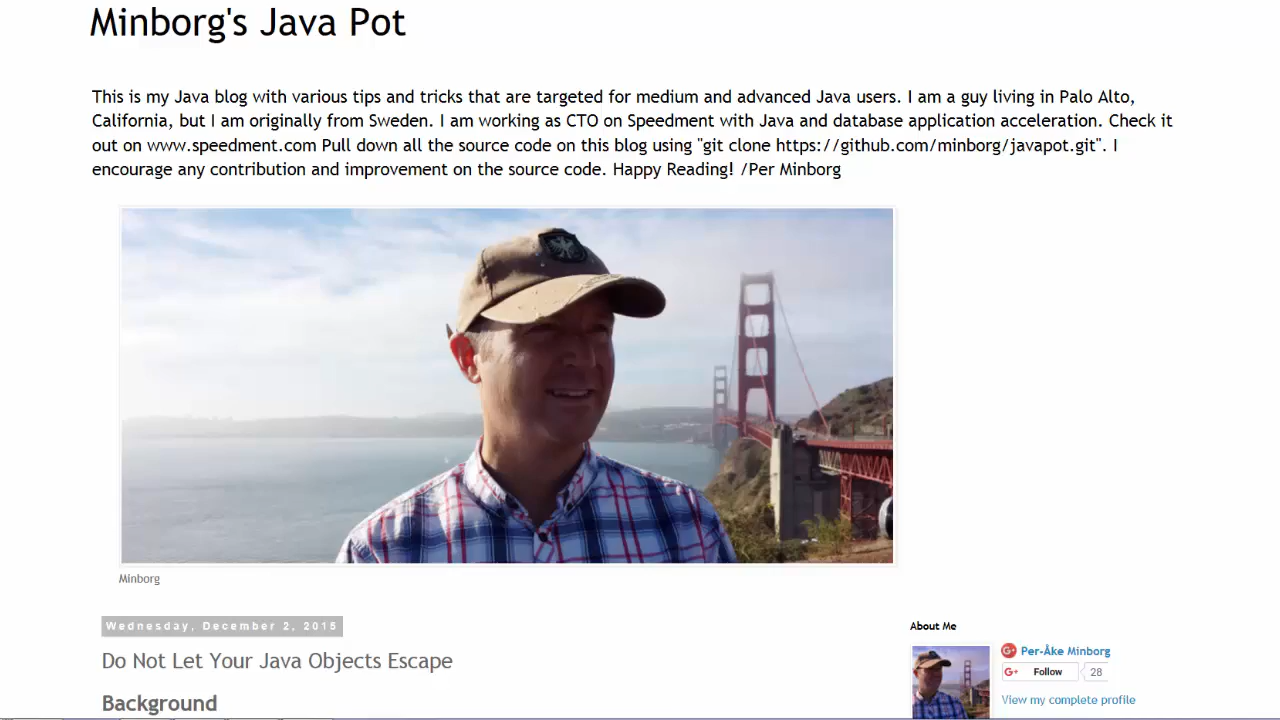 Minborg's Java Pot
This is my Java blog with various tips and tricks that are targeted for medium and advanced Java users. I am a guy living in Palo Alto,
California, but I am originally from Sweden. I am working as CTO on Speedment with Java and database application acceleration. Check it
out on www.speedment.com Pull down all the source code on this blog using "git clone https://github.com/minborg/javapot.git". I
encourage any contribution and improvement on the source code. Happy Reading! /Per Minborg
Minborg
Wednesday, December 2, 2015
Do Not Let Your Java Objects Escape
Background
About Me
G+ Per-Åke Minborg
G+ Follow 28
View my complete profile